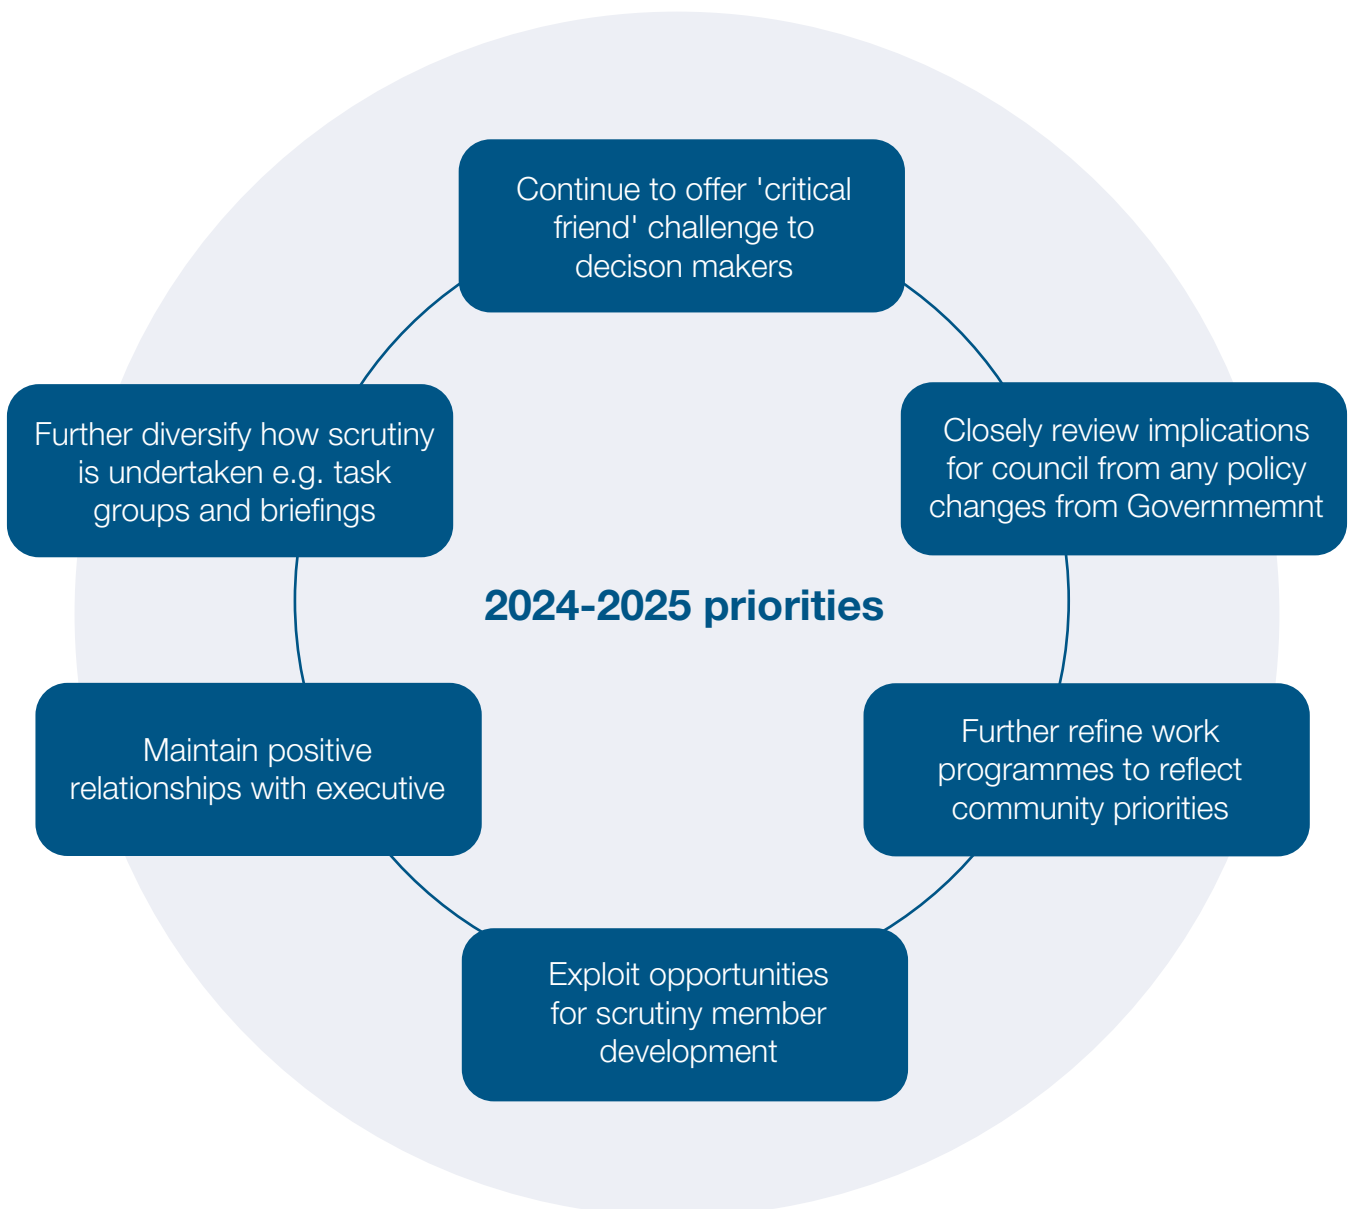 Continue to offer 'critical
friend' challenge to
decison makers
Closely review implications
for council from any policy
changes from Governmemnt
Further refine work
programmes to reflect
community priorities
Exploit opportunities
for scrutiny member
development
Maintain positive
relationships with executive
Further diversify how scrutiny
is undertaken e.g. task
groups and briefings
2024-2025 priorities